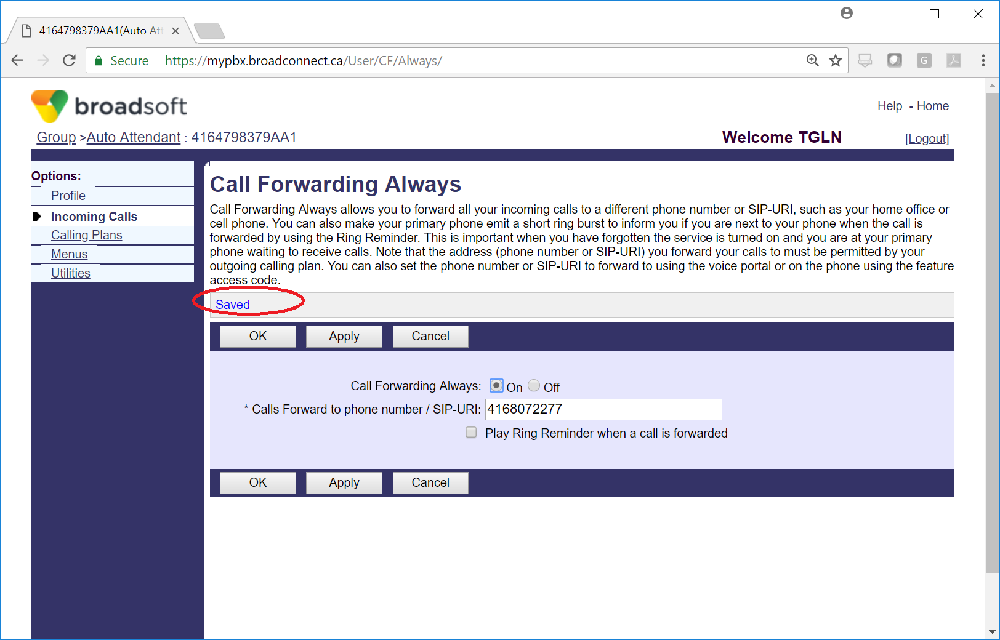 4164798379AA1(Auto Att
Secure
https://mypbx.broadconnect.ca/User/CF/Always/
G
broadsoft
Help - Home
Group >Auto Attendant : 4164798379AA1
Welcome TGLN
[Logout]
Options:
Profile
Incoming Calls
Calling Plans
Menus
Utilities
Call Forwarding Always
Call Forwarding Always allows you to forward all your incoming calls to a different phone number or SIP-URI, such as your home office or
cell phone. You can also make your primary phone emit a short ring burst to inform you if you are next to your phone when the call is
forwarded by using the Ring Reminder. This is important when you have forgotten the service is turned on and you are at your primary
phone waiting to receive calls. Note that the address (phone number or SIP-URI) you forward your calls to must be permitted by your
outgoing calling plan. You can also set the phone number or SIP-URI to forward to using the voice portal or on the phone using the feature
access code.
Saved
OK Apply Cancel
Call Forwarding Always: On Off
* Calls Forward to phone number / SIP-URI: 4168072277
Play Ring Reminder when a call is forwarded
OK Apply Cancel